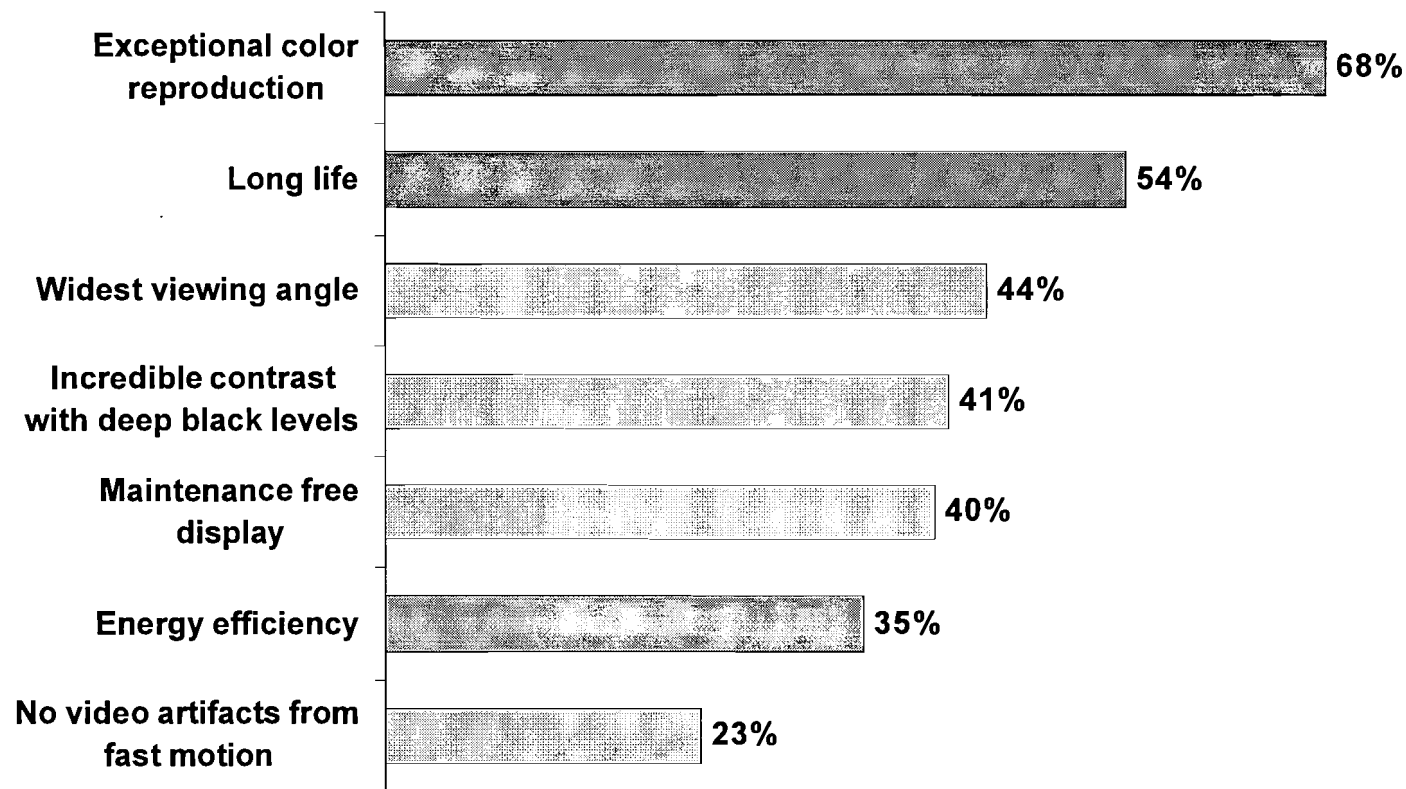 Exceptional color
reproduction
68%
Long life
54%
Widest viewing angle
44%
Incredible contrast
with deep black levels
41%
Maintenance free
display
40%
Energy efficiency
35%
No video artifacts from
fast motion
23%